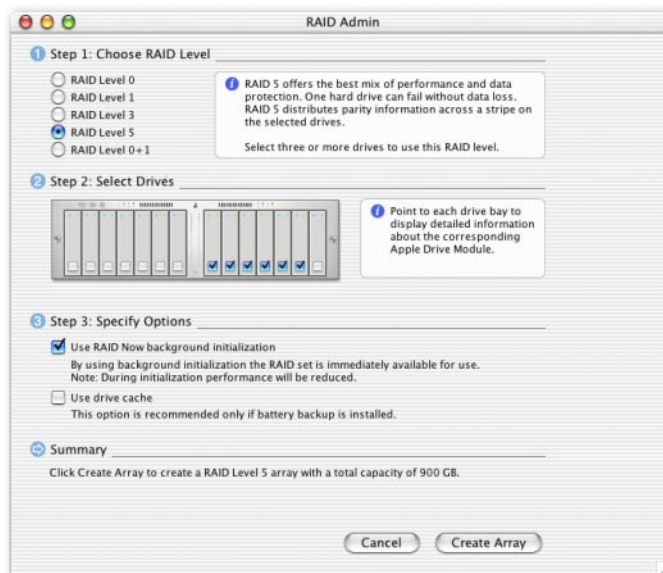 RAID Admin
1 Step 1: Choose RAID Level
RAID Level 0
RAID Level 1
RAID Level 3
RAID Level 5
RAID Level 0+1
i RAID 5 offers the best mix of performance and data
protection. One hard drive can fail without data loss.
RAID 5 distributes parity information across a stripe on
the selected drives.
Select three or more drives to use this RAID level.
2 Step 2: Select Drives
i Point to each drive bay to
display detailed information
about the corresponding
Apple Drive Module.
3 Step 3: Specify Options
Use RAID Now background initialization
By using background initialization the RAID set is immediately available for use.
Note: During initialization performance will be reduced.
Use drive cache
This option is recommended only if battery backup is installed.
Summary
Click Create Array to create a RAID Level 5 array with a total capacity of 900 GB.
Cancel Create Array